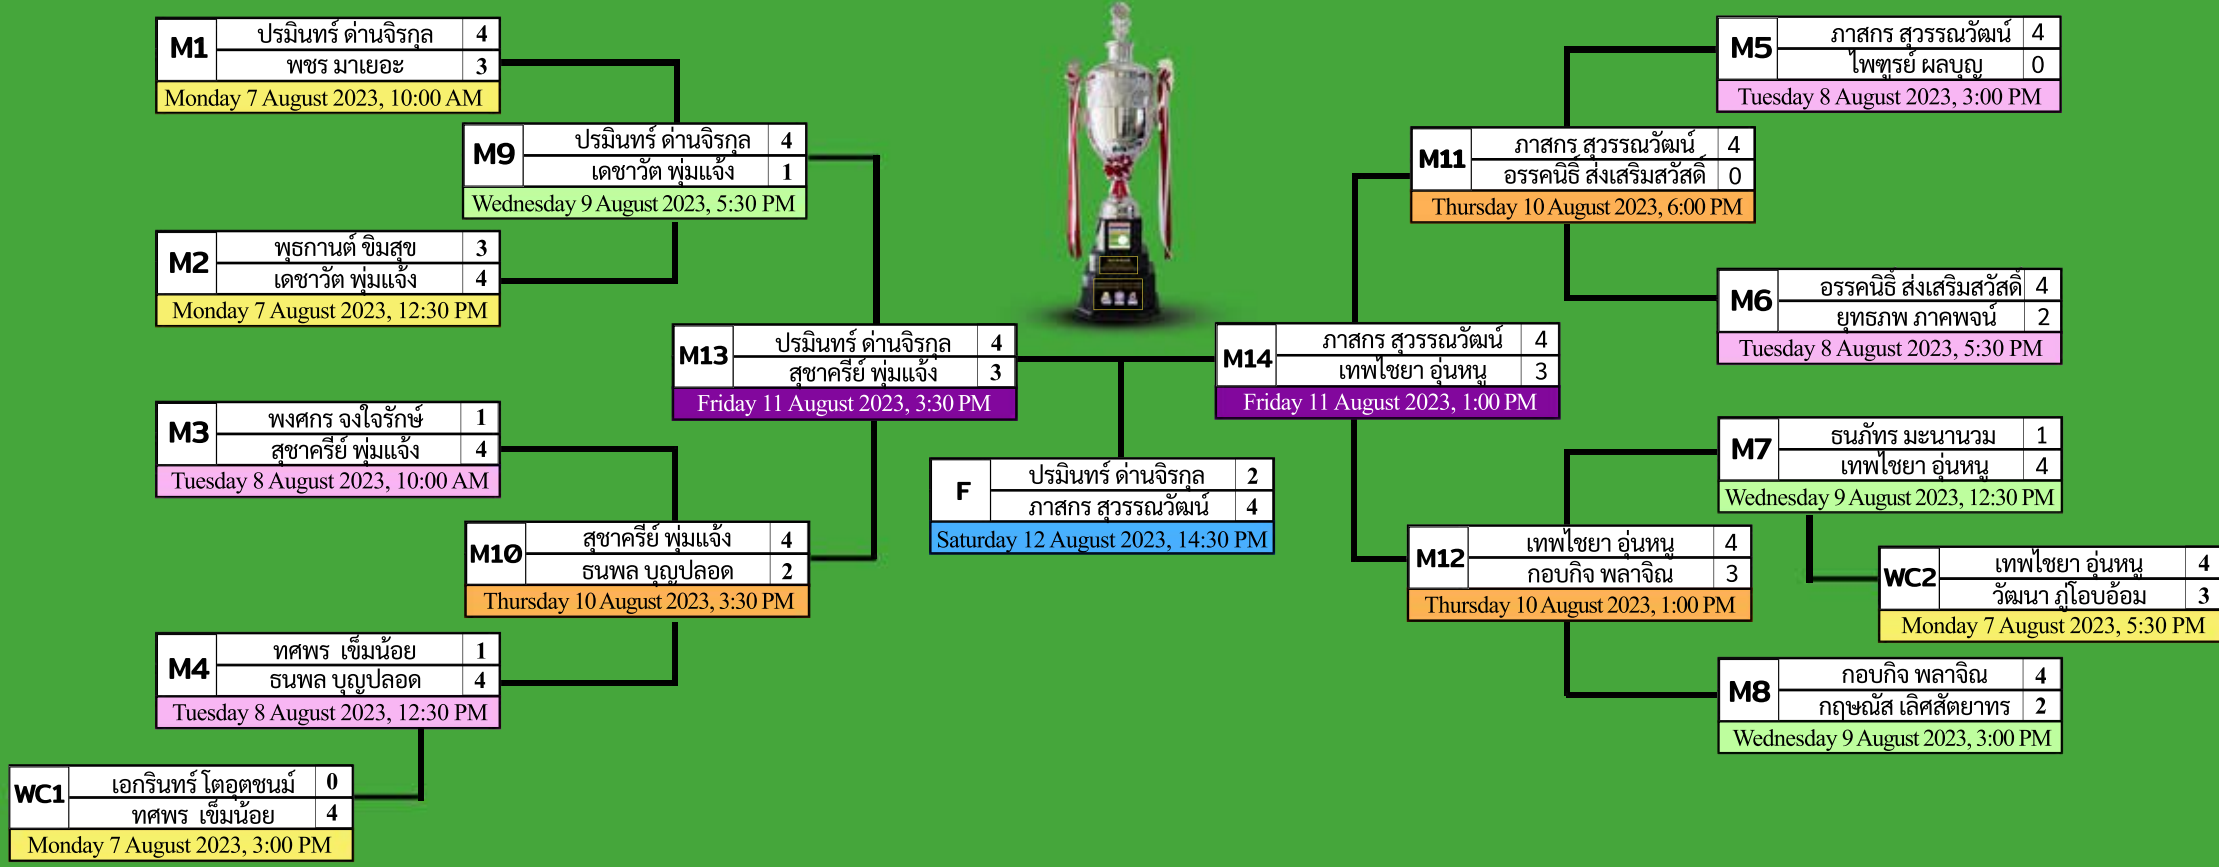 M1
ปรมินทร์ ด่านจิรกุล 4
พชร มาเยอะ 3
Monday 7 August 2023, 10:00 AM
M9
ปรมินทร์ ด่านจิรกุล 4
เดชาวัต พุ่มแจ้ง 1
Wednesday 9 August 2023, 5:30 PM
M2
พุธกานต์ ขิมสุข 3
เดชาวัต พุ่มแจ้ง 4
Monday 7 August 2023, 12:30 PM
M13
ปรมินทร์ ด่านจิรกุล 4
สุชาครีย์ พุ่มแจ้ง 3
Friday 11 August 2023, 3:30 PM
M3
พงศกร จงใจรักษ์ 1
สุชาครีย์ พุ่มแจ้ง 4
Tuesday 8 August 2023, 10:00 AM
M10
สุชาครีย์ พุ่มแจ้ง 4
ธนพล บุญปลอด 2
Thursday 10 August 2023, 3:30 PM
M4
ทศพร เข็มน้อย 1
ธนพล บุญปลอด 4
Tuesday 8 August 2023, 12:30 PM
WC1
เอกรินทร์ โตอุตชนม์ 0
ทศพร เข็มน้อย 4
Monday 7 August 2023, 3:00 PM
F
ปรมินทร์ ด่านจิรกุล 2
ภาสกร สุวรรณวัฒน์ 4
Saturday 12 August 2023, 14:30 PM
M14
ภาสกร สุวรรณวัฒน์ 4
เทพไชยา อุ่นหนู 3
Friday 11 August 2023, 1:00 PM
M5
ภาสกร สุวรรณวัฒน์ 4
ไพฑูรย์ ผลบุญ 0
Tuesday 8 August 2023, 3:00 PM
M11
ภาสกร สุวรรณวัฒน์ 4
อรรคนิธิ์ ส่งเสริมสวัสดิ์ 0
Thursday 10 August 2023, 6:00 PM
M6
อรรคนิธิ์ ส่งเสริมสวัสดิ์ 4
ยุทธภพ ภาคพจน์ 2
Tuesday 8 August 2023, 5:30 PM
M7
ธนภัทร มะนานวม 1
เทพไชยา อุ่นหนู 4
Wednesday 9 August 2023, 12:30 PM
M12
เทพไชยา อุ่นหนู 4
กอบกิจ พลาจิณ 3
Thursday 10 August 2023, 1:00 PM
WC2
เทพไชยา อุ่นหนู 4
วัฒนา ภู่โอบอ้อม 3
Monday 7 August 2023, 5:30 PM
M8
กอบกิจ พลาจิณ 4
กฤษณัส เลิศสัตยาทร 2
Wednesday 9 August 2023, 3:00 PM